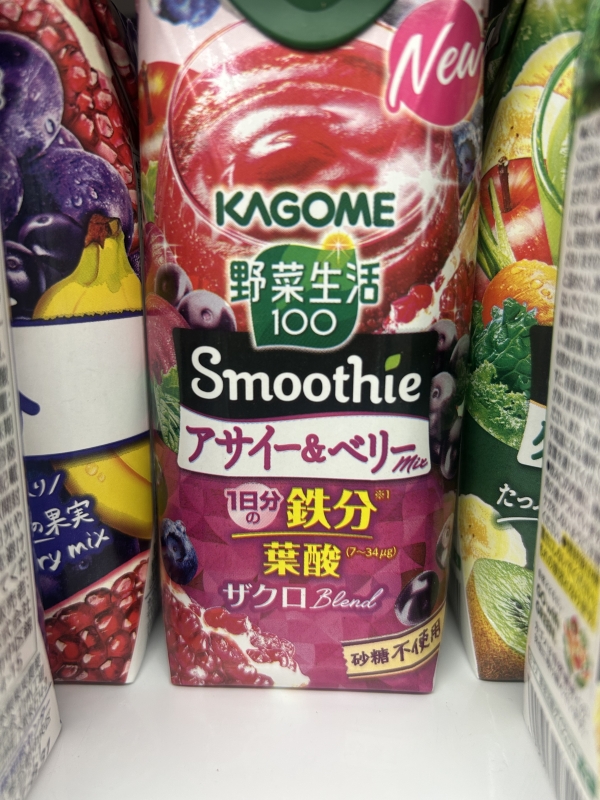 New
KAGOME
野菜生活
100
Smoothie
アサイー&ベリー Mix
1日分の 鉄分 ※1
葉酸 (7〜34μg)
ザクロ Blend
砂糖不使用
の果実
ry mix
たっ